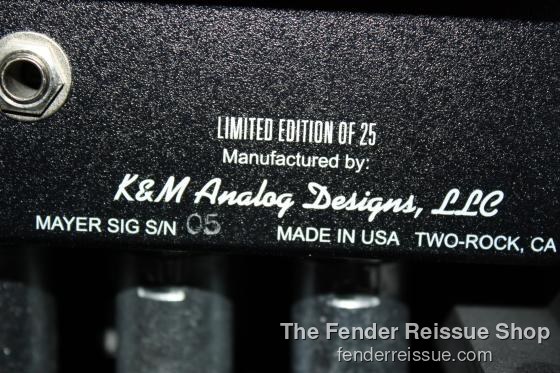 LIMITED EDITION OF 25
Manufactured by:
K&M Analog Designs, LLC
MAYER SIG S/N 05 MADE IN USA TWO-ROCK, CA
The Fender Reissue Shop
fenderreissue.com